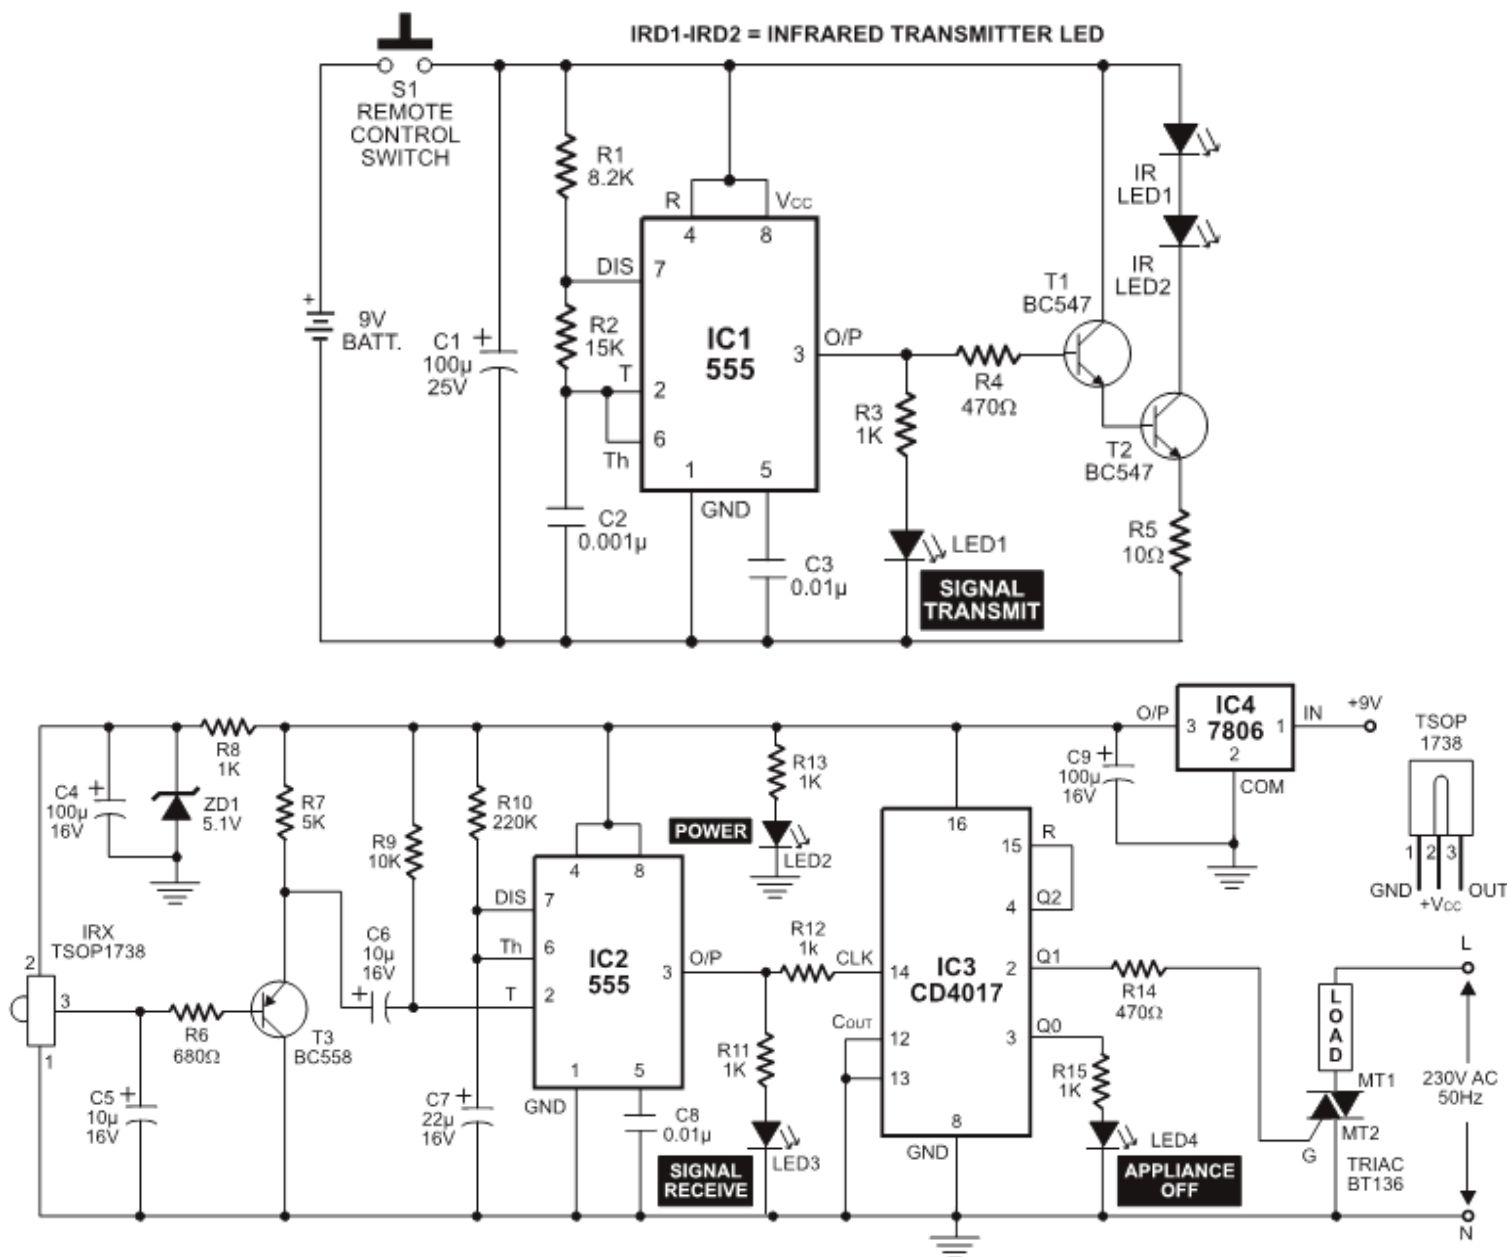 IRD1-IRD2 = INFRARED TRANSMITTER LED
S1
REMOTE
CONTROL
SWITCH
+
9V
BATT.
C1
100µ
25V
+
R1
8.2K
R2
15K
C2
0.001µ
R
VCC
4
8
DIS
7
T
2
6
Th
IC1
555
3
O/P
1
5
GND
C3
0.01µ
R3
1K
LED1
SIGNAL
TRANSMIT
R4
470Ω
T1
BC547
T2
BC547
IR
LED1
IR
LED2
R5
10Ω
C4
100µ
16V
+
ZD1
5.1V
R8
1K
R7
5K
R9
10K
R10
220K
IRX
TSOP1738
2
3
1
R6
680Ω
T3
BC558
C5
10µ
16V
+
C6
10µ
16V
+
C7
22µ
16V
+
4
8
DIS
7
Th
6
T
2
IC2
555
3
O/P
1
5
GND
C8
0.01µ
R13
1K
POWER
LED2
R12
1k
CLK
R11
1K
LED3
SIGNAL
RECEIVE
16
15
R
4
Q2
14
IC3
CD4017
2
Q1
COUT
12
13
3
Q0
8
GND
R14
470Ω
R15
1K
LED4
APPLIANCE
OFF
C9
100µ
16V
+
O/P
3
IC4
7806
1
IN
2
COM
+9V
TSOP
1738
1
2
3
GND
+VCC
OUT
L
LOAD
MT1
MT2
G
TRIAC
BT136
230V AC
50Hz
N